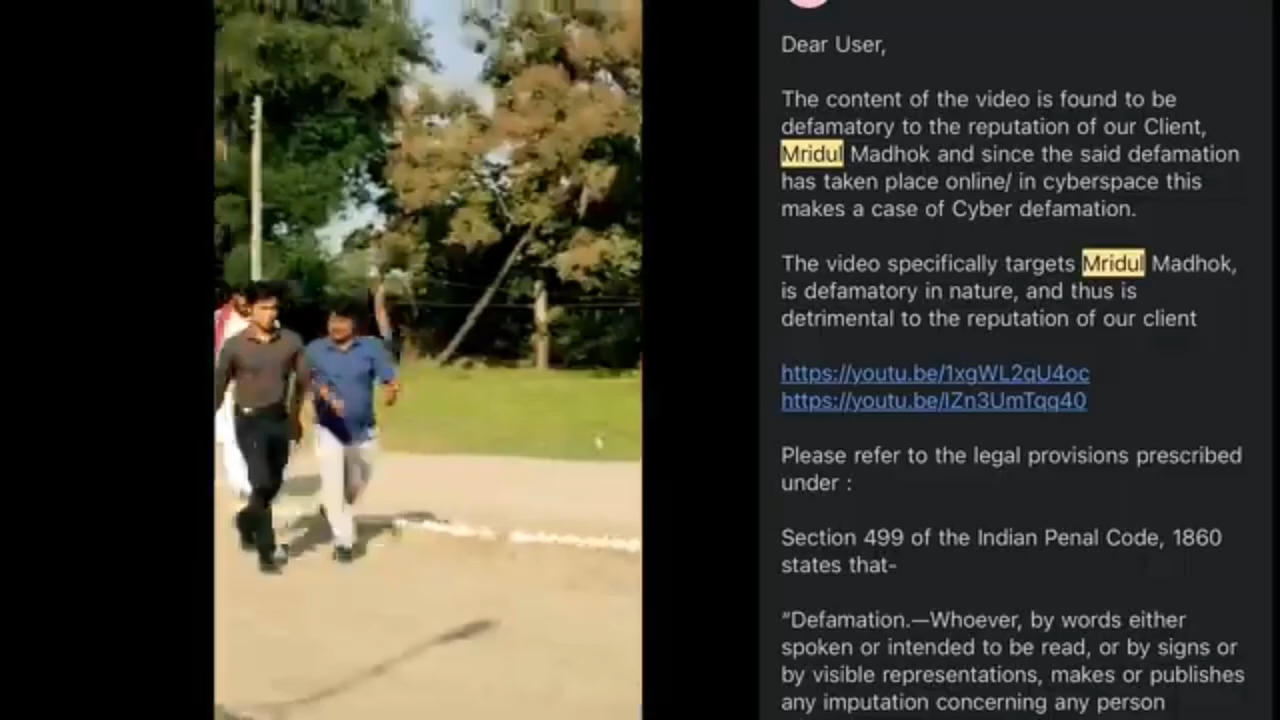 Dear User,
The content of the video is found to be
defamatory to the reputation of our Client,
Mridul Madhok and since the said defamation
has taken place online/ in cyberspace this
makes a case of Cyber defamation.
The video specifically targets Mridul Madhok,
is defamatory in nature, and thus is
detrimental to the reputation of our client
https://youtu.be/1xgWL2qU4oc
https://youtu.be/IZn3UmTqq40
Please refer to the legal provisions prescribed
under :
Section 499 of the Indian Penal Code, 1860
states that-
"Defamation.—Whoever, by words either
spoken or intended to be read, or by signs or
by visible representations, makes or publishes
any imputation concerning any person